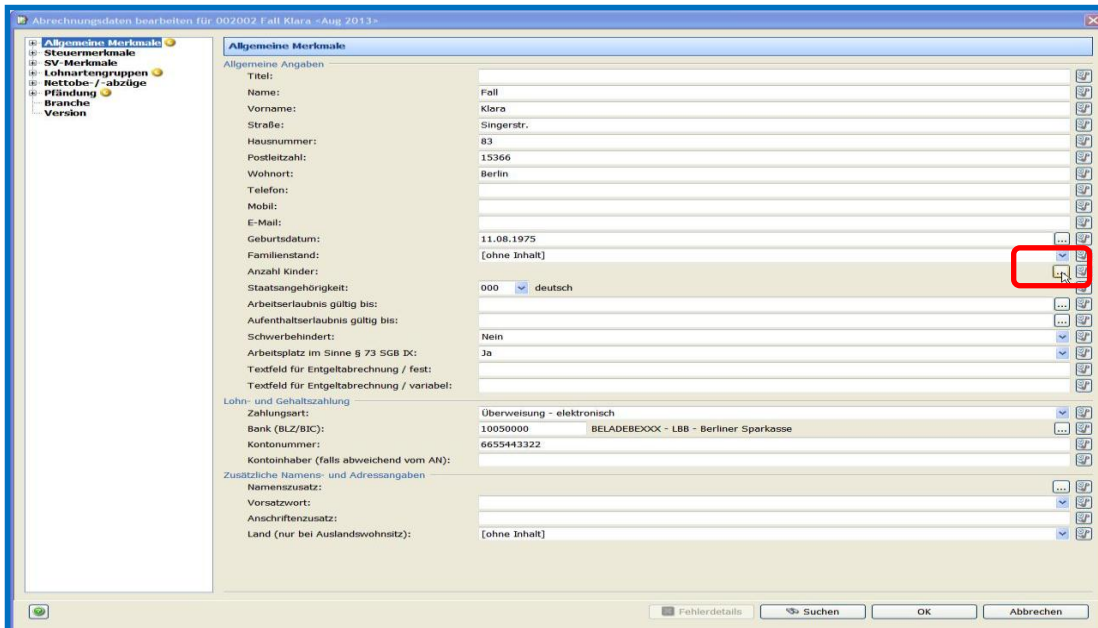 Abrechnungsdaten bearbeiten für 002002 Fall Klara <Aug 2013>
Allgemeine Merkmale
Steuermerkmale
SV-Merkmale
Lohnartengruppen
Nettobe-/-abzüge
Pfändung
Branche
Version
Allgemeine Merkmale
Allgemeine Angaben
Titel:
Name: Fall
Vorname: Klara
Straße: Singerstr.
Hausnummer: 83
Postleitzahl: 15366
Wohnort: Berlin
Telefon:
Mobil:
E-Mail:
Geburtsdatum: 11.08.1975 ...
Familienstand: [ohne Inhalt]
Anzahl Kinder: ...
Staatsangehörigkeit: 000 deutsch
Arbeitserlaubnis gültig bis: ...
Aufenthaltserlaubnis gültig bis: ...
Schwerbehindert: Nein
Arbeitsplatz im Sinne § 73 SGB IX: Ja
Textfeld für Entgeltabrechnung / fest:
Textfeld für Entgeltabrechnung / variabel:
Lohn- und Gehaltszahlung
Zahlungsart: Überweisung - elektronisch
Bank (BLZ/BIC): 10050000 BELADEBEXXX - LBB - Berliner Sparkasse ...
Kontonummer: 6655443322
Kontoinhaber (falls abweichend vom AN):
Zusätzliche Namens- und Adressangaben
Namenszusatz: ...
Vorsatzwort:
Anschriftenzusatz:
Land (nur bei Auslandswohnsitz): [ohne Inhalt]
Fehlerdetails Suchen OK Abbrechen